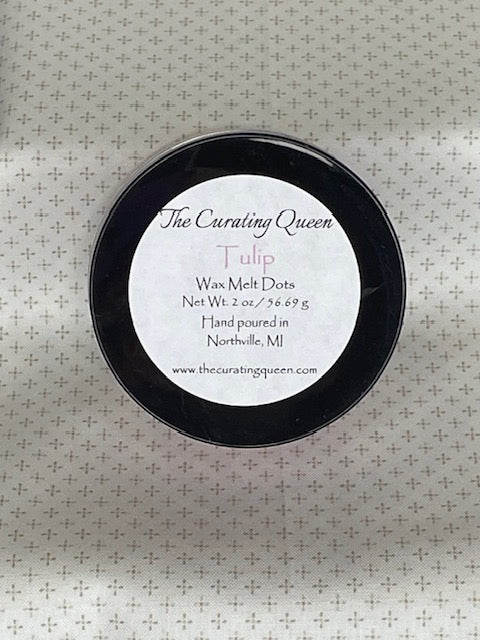 The Curating Queen
Tulip
Wax Melt Dots
Net Wt. 2 oz / 56.69 g
Hand poured in
Northville, MI
www.thecuratingqueen.com